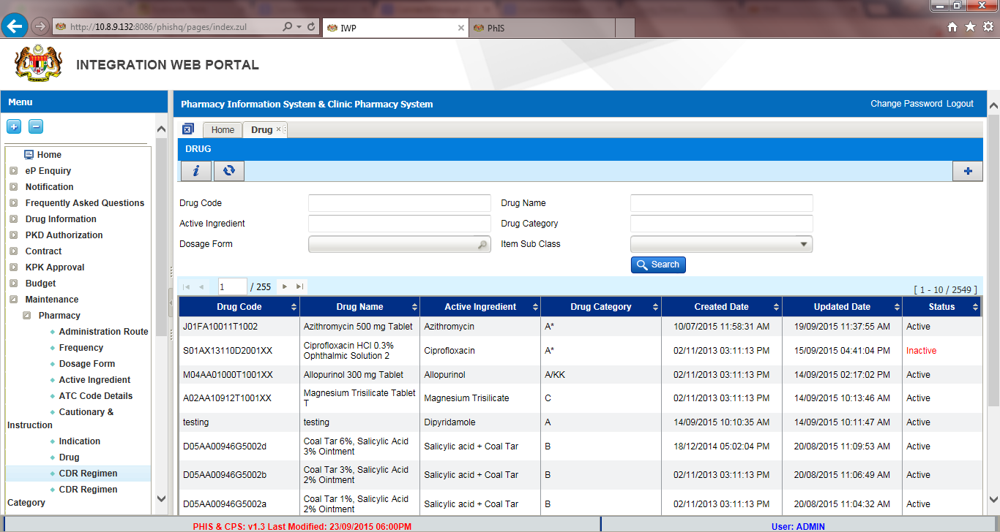 http://10.8.9.132:8086/phishq/pages/index.zul
IWP
PhIS
INTEGRATION WEB PORTAL
Menu
Pharmacy Information System & Clinic Pharmacy System
Change Password Logout
Home
Drug
DRUG
Home
eP Enquiry
Notification
Frequently Asked Questions
Drug Information
PKD Authorization
Contract
KPK Approval
Budget
Maintenance
Pharmacy
Administration Route
Frequency
Dosage Form
Active Ingredient
ATC Code Details
Cautionary &
Instruction
Indication
Drug
CDR Regimen
CDR Regimen
Category
Drug Code Drug Name
Active Ingredient Drug Category
Dosage Form Item Sub Class
Search
1 / 255 [ 1 - 10 / 2549 ]
Drug Code Drug Name Active Ingredient Drug Category Created Date Updated Date Status
J01FA10011T1002 Azithromycin 500 mg Tablet Azithromycin A* 10/07/2015 11:58:31 AM 19/09/2015 11:37:55 AM Active
S01AX13110D2001XX Ciprofloxacin HCl 0.3% Ciprofloxacin A* 02/11/2013 03:11:13 PM 15/09/2015 04:41:04 PM Inactive
Ophthalmic Solution 2
M04AA01000T1001XX Allopurinol 300 mg Tablet Allopurinol A/KK 02/11/2013 03:11:13 PM 14/09/2015 02:17:02 PM Active
A02AA10912T1001XX Magnesium Trisilicate Tablet Magnesium Trisilicate C 02/11/2013 03:11:13 PM 14/09/2015 10:13:46 AM Active
T
testing testing Dipyridamole A 14/09/2015 10:10:35 AM 14/09/2015 10:11:47 AM Active
D05AA00946G5002d Coal Tar 6%, Salicylic Acid Salicylic acid + Coal Tar B 18/12/2014 05:02:04 PM 20/08/2015 11:09:53 AM Active
3% Ointment
D05AA00946G5002b Coal Tar 3%, Salicylic Acid Salicylic acid + Coal Tar B 02/11/2013 03:11:13 PM 20/08/2015 11:06:49 AM Active
2% Ointment
D05AA00946G5002a Coal Tar 1%, Salicylic Acid Salicylic acid + Coal Tar B 02/11/2013 03:11:13 PM 20/08/2015 11:04:32 AM Active
2% Ointment
PHIS & CPS: v1.3 Last Modified: 23/09/2015 06:00PM
User: ADMIN